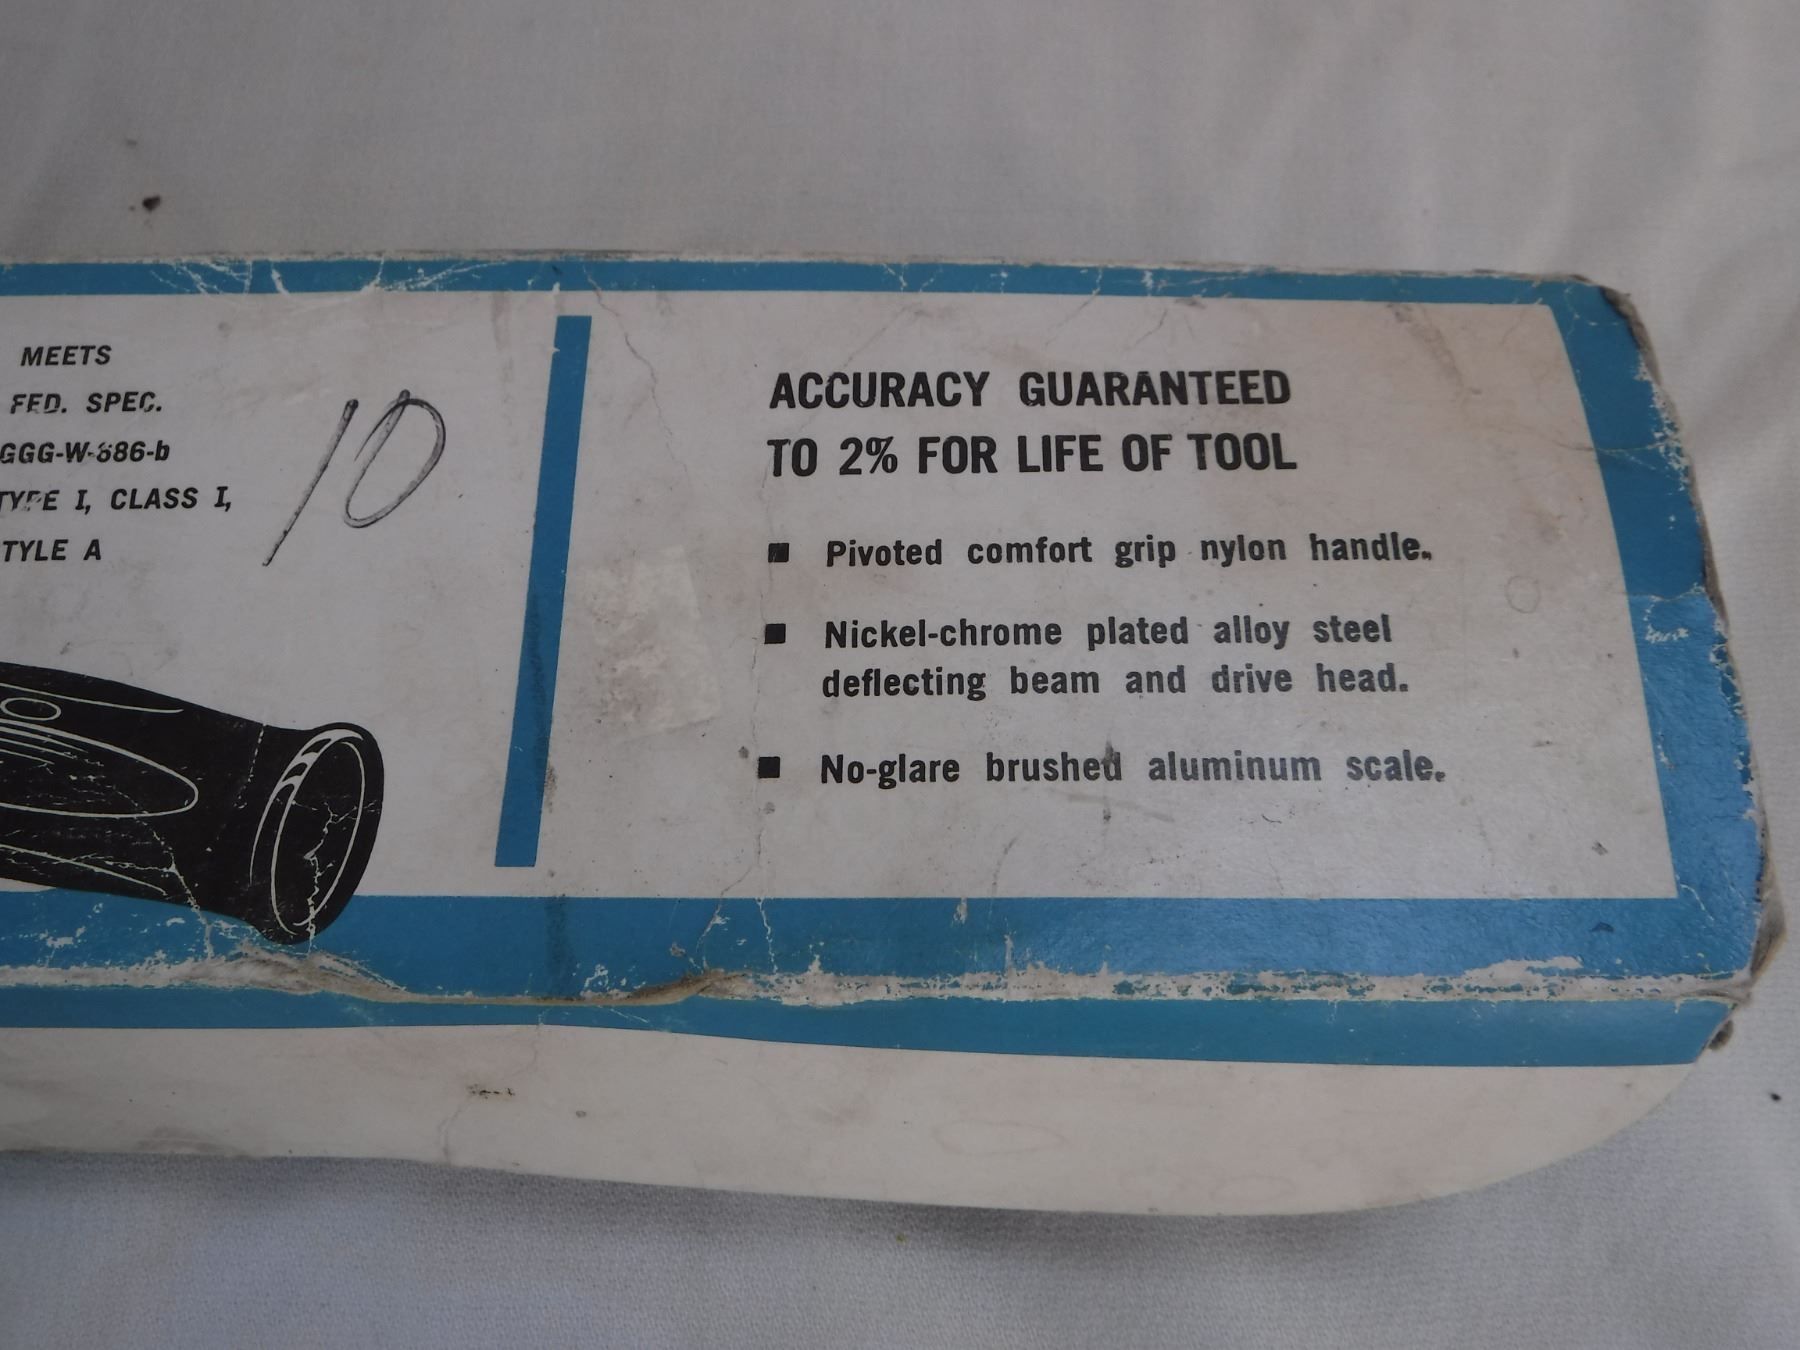 MEETS
FED. SPEC.
GGG-W-686-b
TYPE I, CLASS I,
TYLE A
10
ACCURACY GUARANTEED
TO 2% FOR LIFE OF TOOL
■ Pivoted comfort grip nylon handle.
■ Nickel-chrome plated alloy steel
deflecting beam and drive head.
■ No-glare brushed aluminum scale.